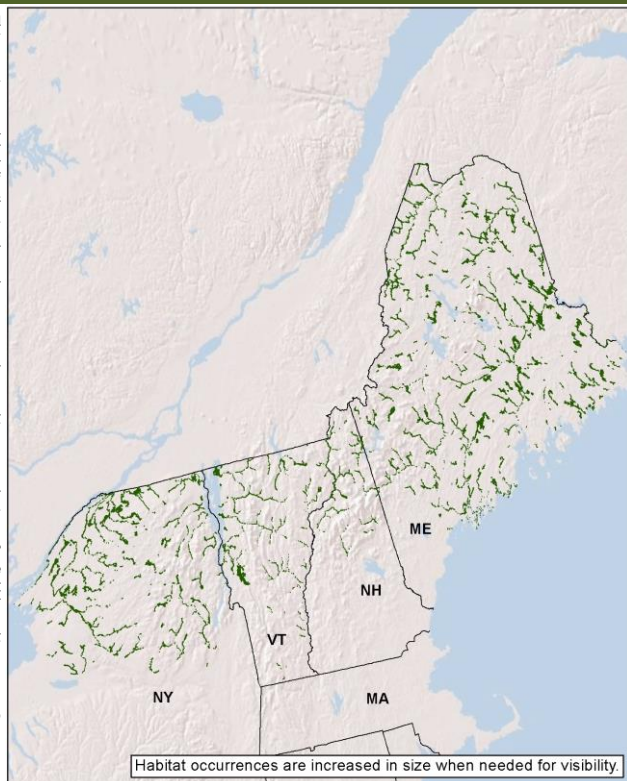 ME
NH
VT
NY
MA
Habitat occurrences are increased in size when needed for visibility.